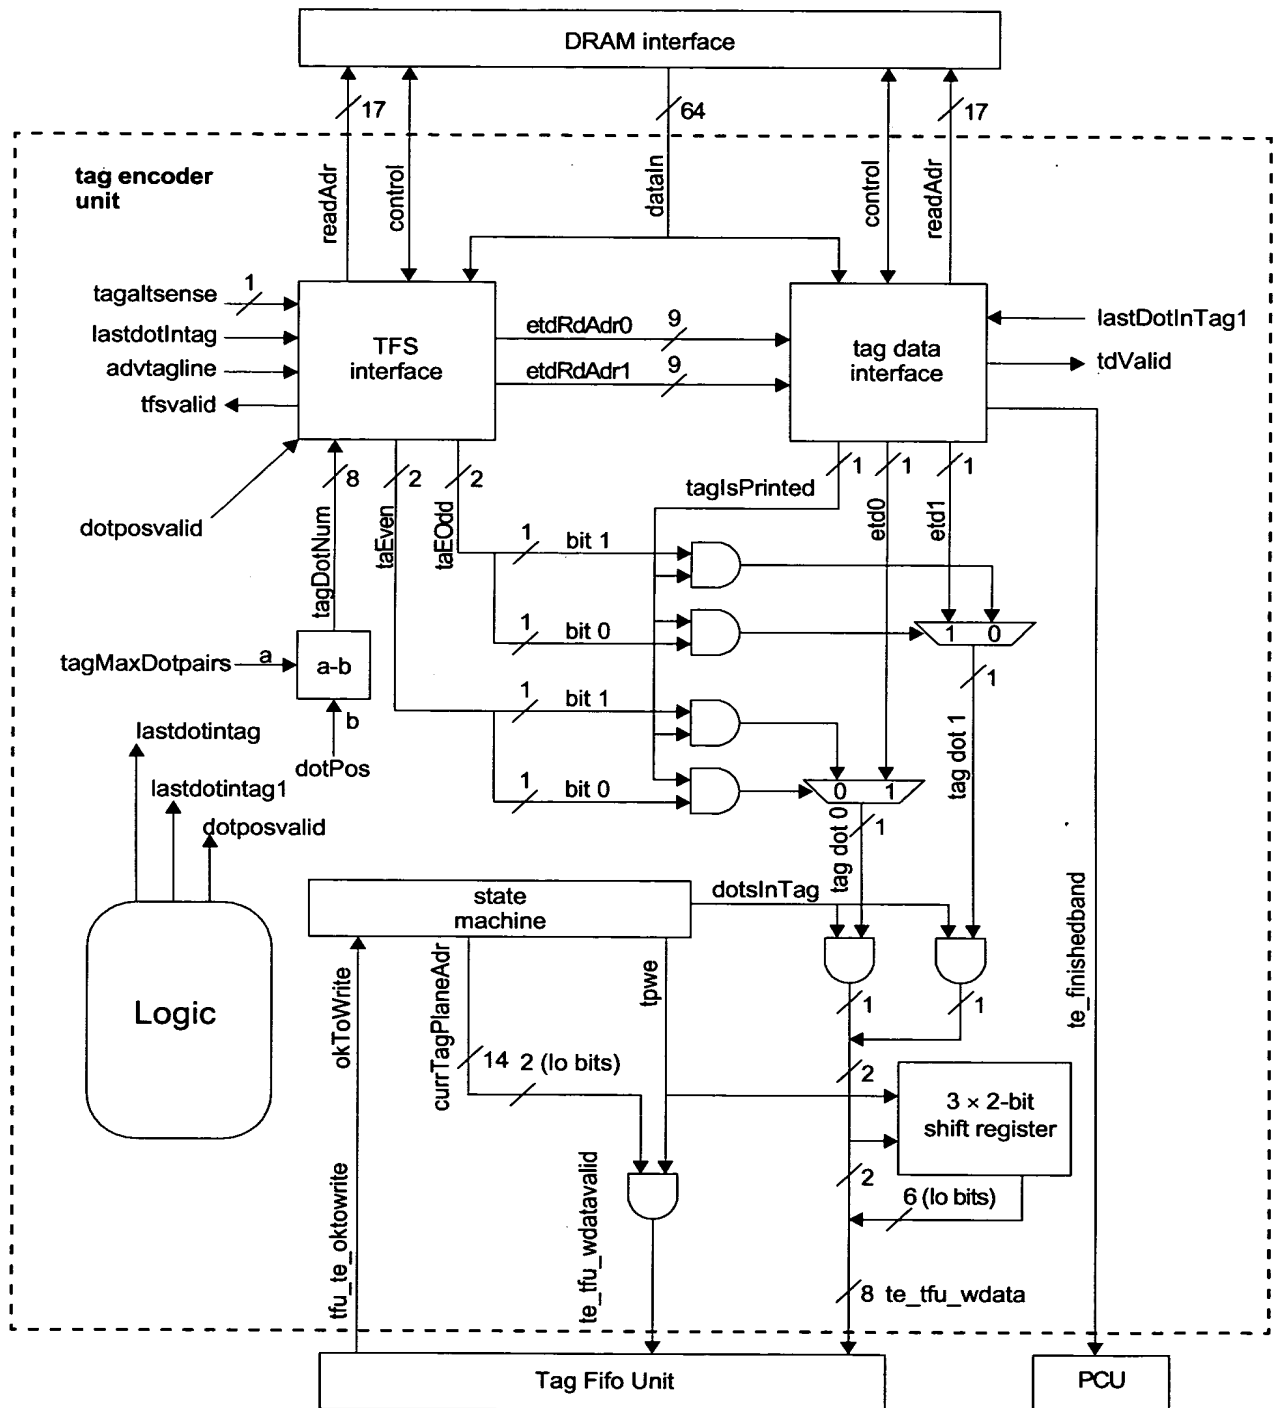 DRAM interface
17
64
17
tag encoder
unit
readAdr
control
dataIn
control
readAdr
tagaltsense
1
lastdotIntag
advtagline
tfsvalid
TFS
interface
etdRdAdr0
9
etdRdAdr1
9
tag data
interface
lastDotInTag1
tdValid
dotposvalid
8
2
2
tagDotNum
taEven
taEOdd
tagIsPrinted
1
1
1
etd0
etd1
1
bit 1
1
bit 0
1 0
1
tagMaxDotpairs
a
a-b
b
dotPos
1
bit 1
1
bit 0
0 1
1
tag dot 0
tag dot 1
lastdotintag
lastdotintag1
dotposvalid
Logic
state
machine
dotsInTag
okToWrite
currTagPlaneAdr
tpwe
14
2 (lo bits)
1
1
2
3 × 2-bit
shift register
2
6 (lo bits)
te_finishedband
tfu_te_oktowrite
te_tfu_wdatavalid
8 te_tfu_wdata
Tag Fifo Unit
PCU